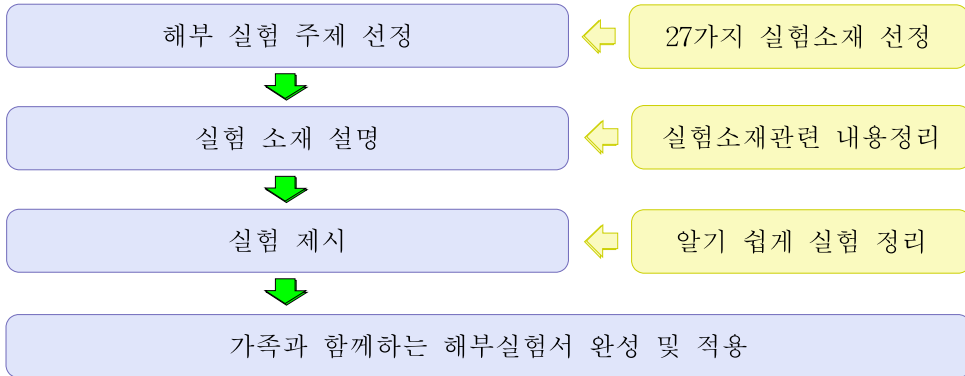 해부 실험 주제 선정
27가지 실험소재 선정
실험 소재 설명
실험소재관련 내용정리
실험 제시
알기 쉽게 실험 정리
가족과 함께하는 해부실험서 완성 및 적용